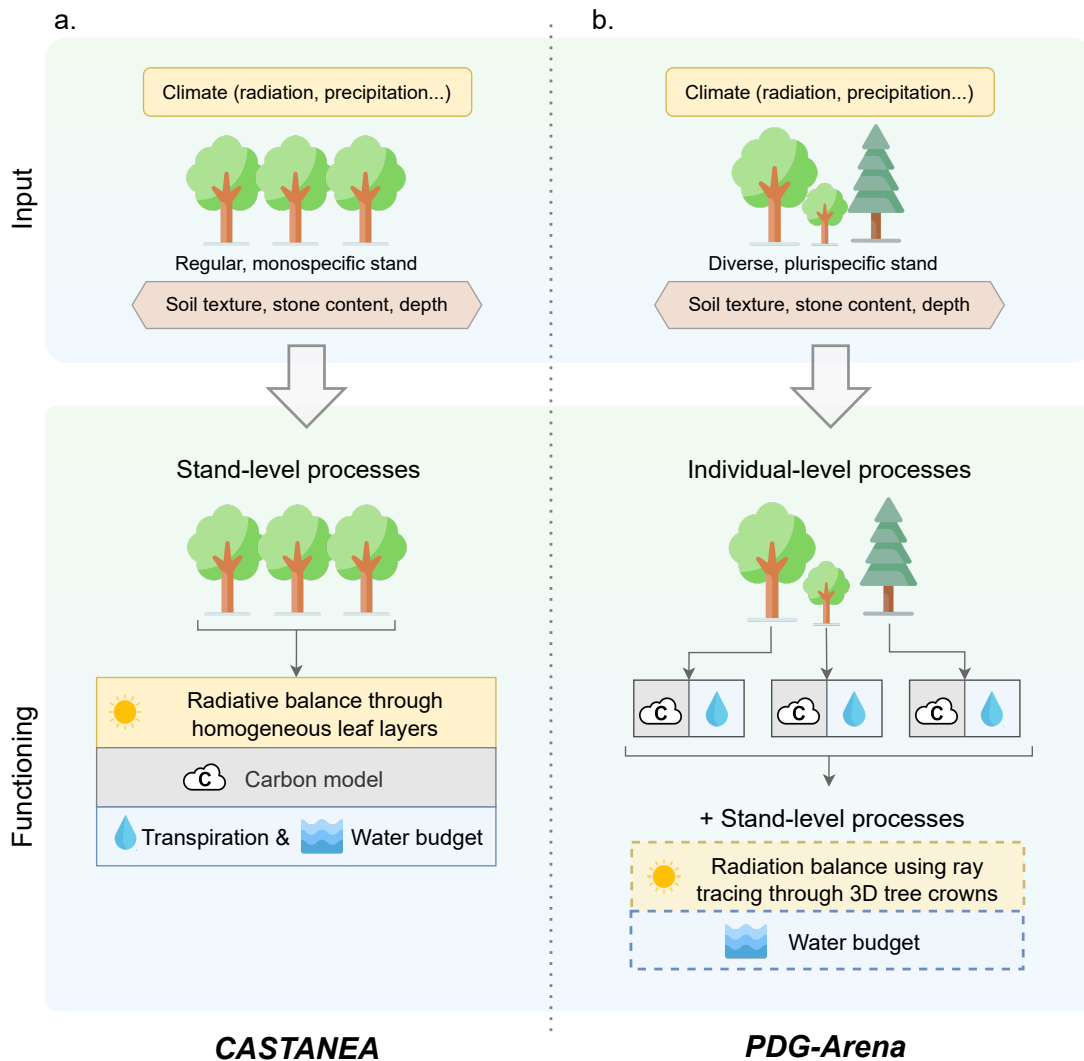 a.
b.
Input
Climate (radiation, precipitation...)
Regular, monospecific stand
Soil texture, stone content, depth
Climate (radiation, precipitation...)
Diverse, plurispecific stand
Soil texture, stone content, depth
Functioning
Stand-level processes
Radiative balance through
homogeneous leaf layers
C
Carbon model
Transpiration &
Water budget
Individual-level processes
C
C
C
+ Stand-level processes
Radiation balance using ray
tracing through 3D tree crowns
Water budget
CASTANEA
PDG-Arena